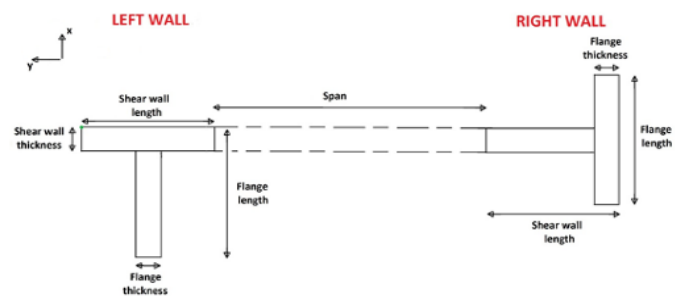 LEFT WALL
RIGHT WALL
x
Y
Flange
thickness
Shear wall
length
Span
Shear wall
thickness
Flange
length
Flange
length
Shear wall
length
Flange
thickness